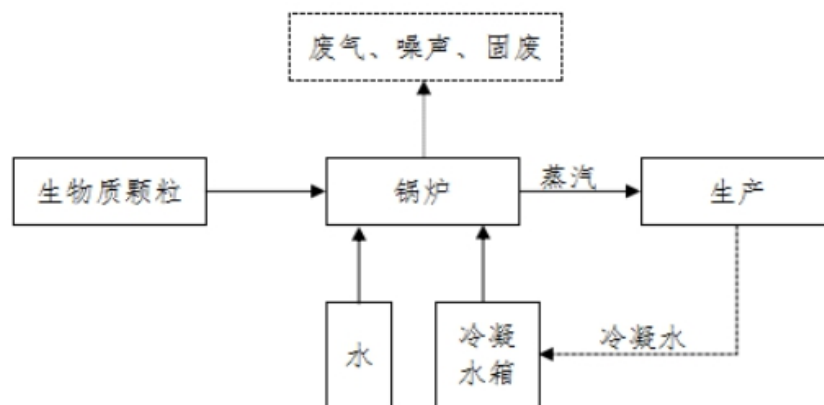 废气、噪声、固废
生物质颗粒
锅炉
蒸汽
生产
水
冷凝
水箱
冷凝水